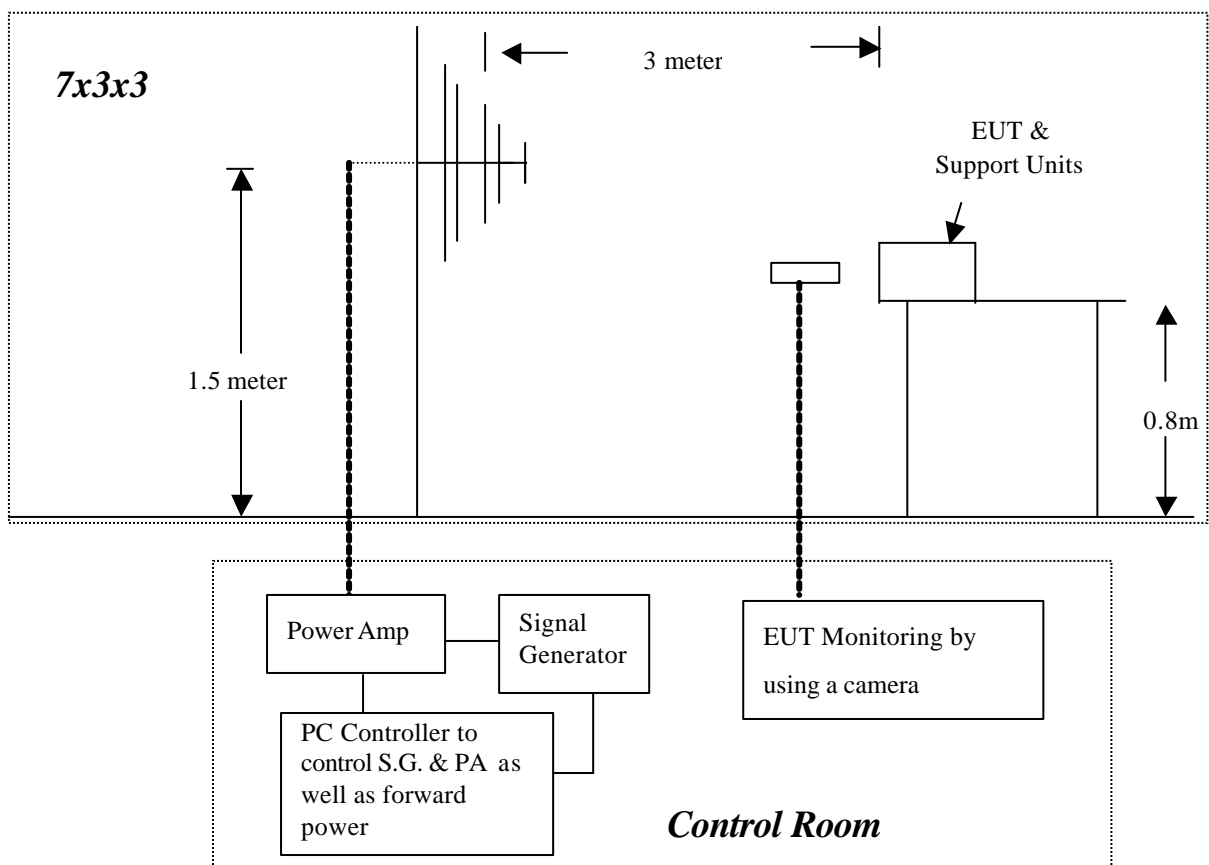 7x3x3
3 meter
EUT &
Support Units
1.5 meter
0.8m
Power Amp
Signal
Generator
EUT Monitoring by
using a camera
PC Controller to
control S.G. & PA as
well as forward
power
Control Room